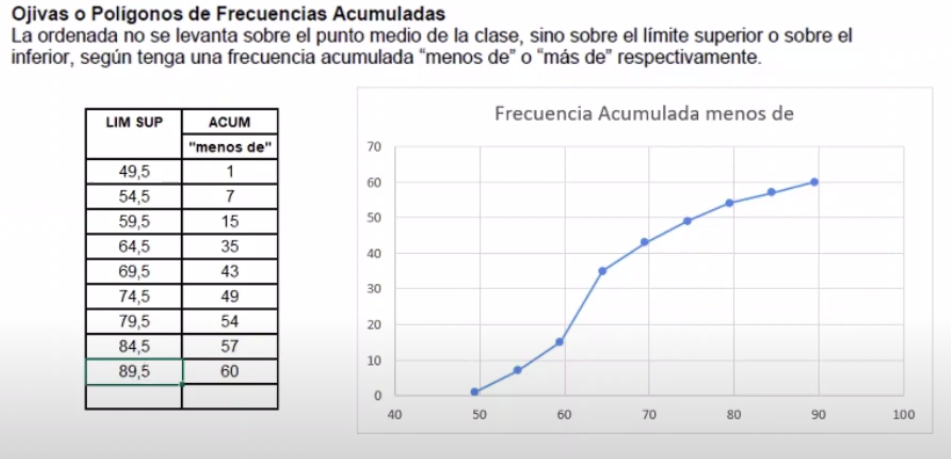 Ojivas o Polígonos de Frecuencias Acumuladas
La ordenada no se levanta sobre el punto medio de la clase, sino sobre el límite superior o sobre el
inferior, según tenga una frecuencia acumulada "menos de" o "más de" respectivamente.
LIM SUP ACUM
"menos de"
49,5 1
54,5 7
59,5 15
64,5 35
69,5 43
74,5 49
79,5 54
84,5 57
89,5 60
Frecuencia Acumulada menos de
70
60
50
40
30
20
10
0
40 50 60 70 80 90 100